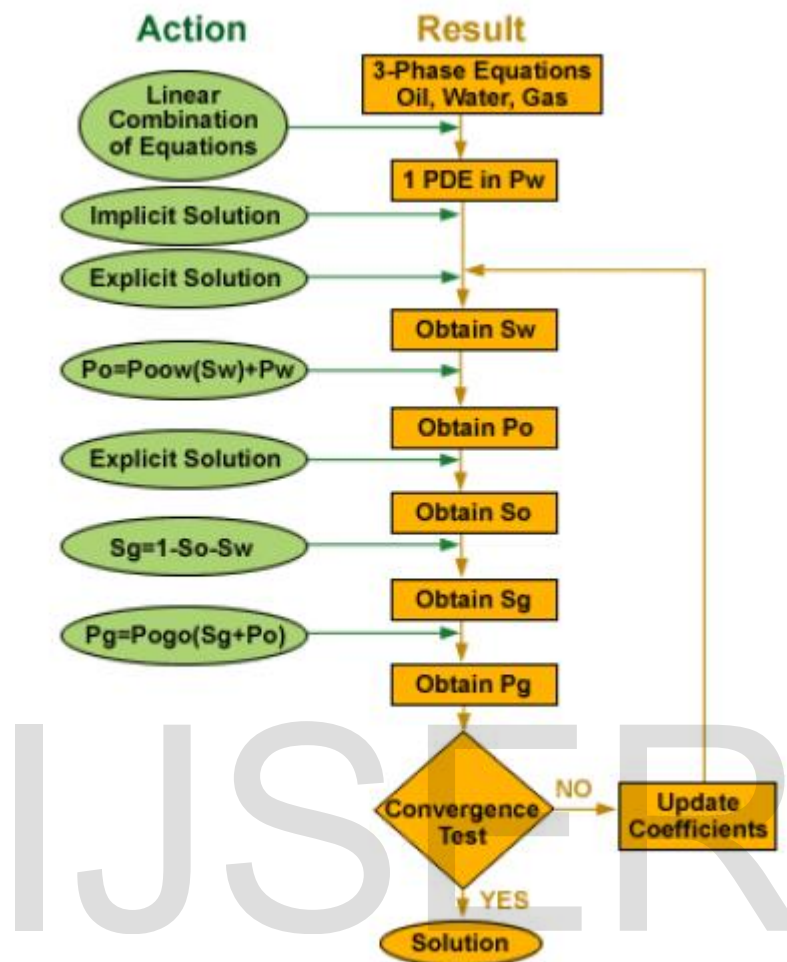 Action
Result
3-Phase Equations
Oil, Water, Gas
Linear
Combination
of Equations
1 PDE in Pw
Implicit Solution
Explicit Solution
Obtain Sw
Po=Poow(Sw)+Pw
Obtain Po
Explicit Solution
Obtain So
Sg=1-So-Sw
Obtain Sg
Pg=Pogo(Sg+Po)
Obtain Pg
Convergence
Test
NO
Update
Coefficients
YES
Solution
IJSER